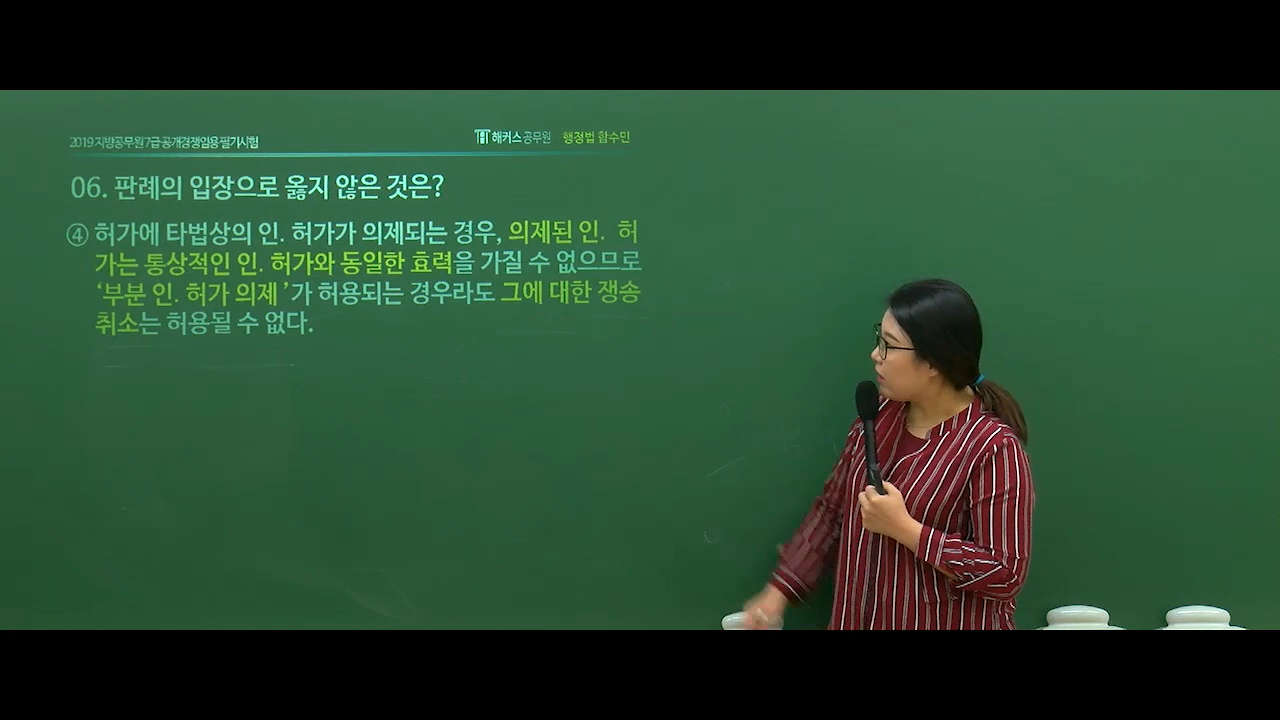 2019 지방공무원 7급 공개경쟁임용 필기시험
해커스공무원 행정법 함수민
06. 판례의 입장으로 옳지 않은 것은?
④ 허가에 타법상의 인. 허가가 의제되는 경우, 의제된 인. 허
가는 통상적인 인. 허가와 동일한 효력을 가질 수 없으므로
‘부분 인. 허가 의제 ’가 허용되는 경우라도 그에 대한 쟁송
취소는 허용될 수 없다.